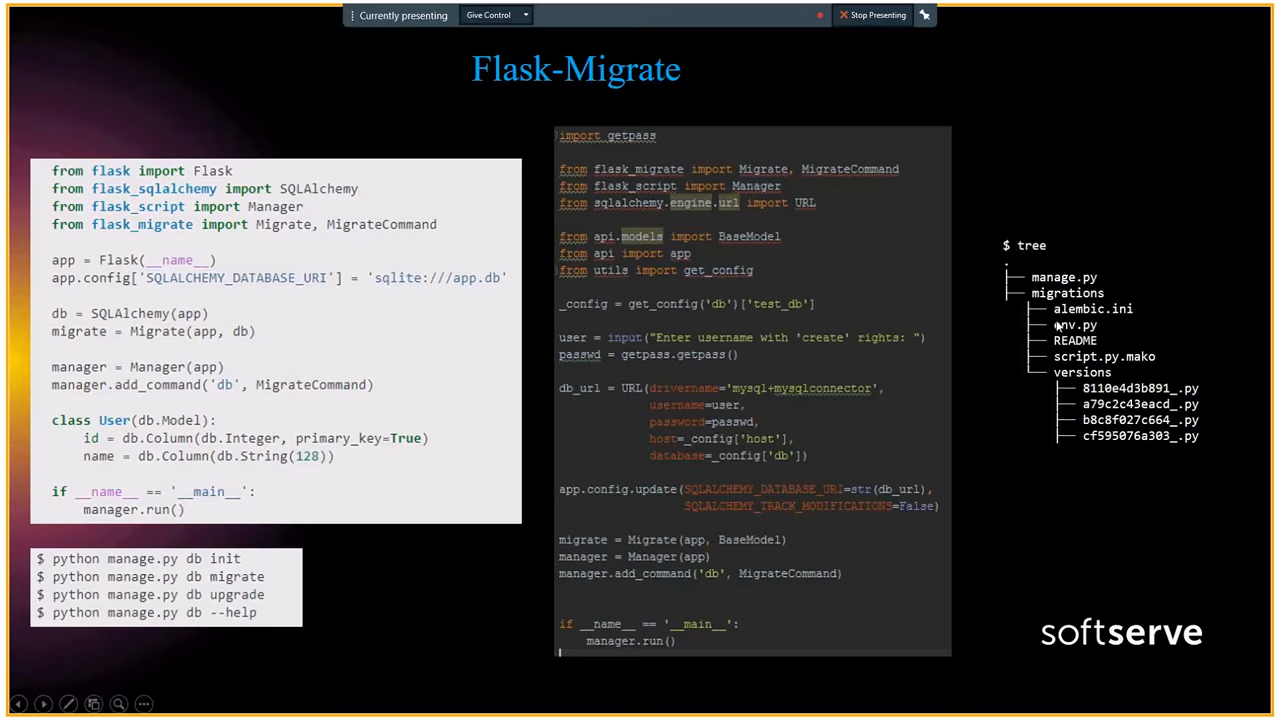 Currently presenting
Give Control
Stop Presenting
Flask-Migrate
from flask import Flask
from flask_sqlalchemy import SQLAlchemy
from flask_script import Manager
from flask_migrate import Migrate, MigrateCommand
app = Flask(__name__)
app.config['SQLALCHEMY_DATABASE_URI'] = 'sqlite:///app.db'
db = SQLAlchemy(app)
migrate = Migrate(app, db)
manager = Manager(app)
manager.add_command('db', MigrateCommand)
class User(db.Model):
    id = db.Column(db.Integer, primary_key=True)
    name = db.Column(db.String(128))
if __name__ == '__main__':
    manager.run()
$ python manage.py db init
$ python manage.py db migrate
$ python manage.py db upgrade
$ python manage.py db --help
import getpass
from flask_migrate import Migrate, MigrateCommand
from flask_script import Manager
from sqlalchemy.engine.url import URL
from api.models import BaseModel
from api import app
from utils import get_config
_config = get_config('db')['test_db']
user = input("Enter username with 'create' rights: ")
passwd = getpass.getpass()
db_url = URL(drivername='mysql+mysqlconnector',
             username=user,
             password=passwd,
             host=_config['host'],
             database=_config['db'])
app.config.update(SQLALCHEMY_DATABASE_URI=str(db_url),
                  SQLALCHEMY_TRACK_MODIFICATIONS=False)
migrate = Migrate(app, BaseModel)
manager = Manager(app)
manager.add_command('db', MigrateCommand)
if __name__ == '__main__':
    manager.run()
$ tree
.
├── manage.py
├── migrations
    ├── alembic.ini
    ├── env.py
    ├── README
    ├── script.py.mako
    └── versions
        ├── 8110e4d3b891_.py
        ├── a79c2c43eacd_.py
        ├── b8c8f027c664_.py
        ├── cf595076a303_.py
softserve